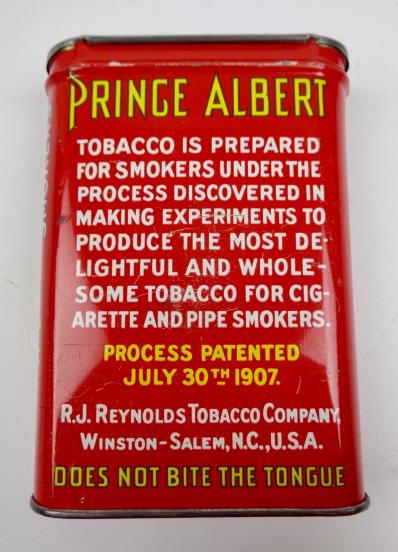 PRINCE ALBERT
TOBACCO IS PREPARED
FOR SMOKERS UNDER THE
PROCESS DISCOVERED IN
MAKING EXPERIMENTS TO
PRODUCE THE MOST DE-
LIGHTFUL AND WHOLE-
SOME TOBACCO FOR CIG-
ARETTE AND PIPE SMOKERS.
PROCESS PATENTED
JULY 30TH 1907.
R.J. REYNOLDS TOBACCO COMPANY,
WINSTON-SALEM, N.C., U.S.A.
DOES NOT BITE THE TONGUE